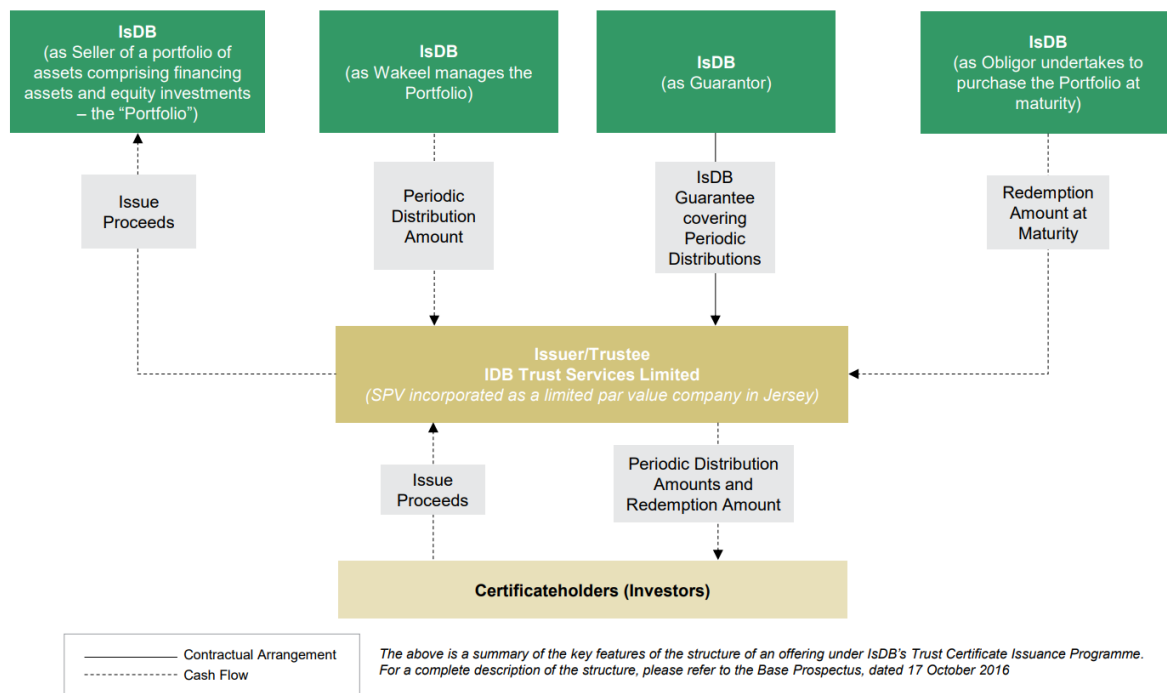 IsDB
(as Seller of a portfolio of
assets comprising financing
assets and equity investments
– the “Portfolio”)
IsDB
(as Wakeel manages the
Portfolio)
IsDB
(as Guarantor)
IsDB
(as Obligor undertakes to
purchase the Portfolio at
maturity)
Issue
Proceeds
Periodic
Distribution
Amount
IsDB
Guarantee
covering
Periodic
Distributions
Redemption
Amount at
Maturity
Issuer/Trustee
IDB Trust Services Limited
(SPV incorporated as a limited par value company in Jersey)
Issue
Proceeds
Periodic Distribution
Amounts and
Redemption Amount
Certificateholders (Investors)
Contractual Arrangement
Cash Flow
The above is a summary of the key features of the structure of an offering under IsDB’s Trust Certificate Issuance Programme.
For a complete description of the structure, please refer to the Base Prospectus, dated 17 October 2016